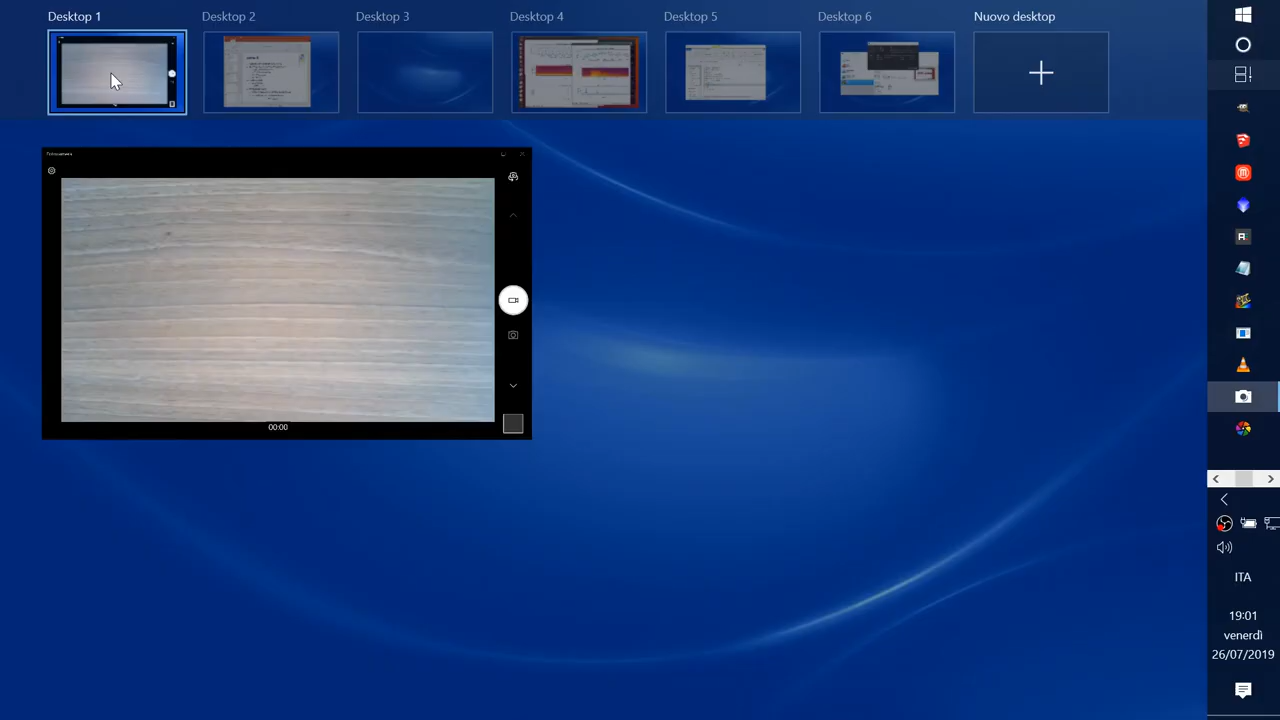 Desktop 1
Desktop 2
Desktop 3
Desktop 4
Desktop 5
Desktop 6
Nuovo desktop
Fotocamera
00:00
ITA
19:01
venerdì
26/07/2019